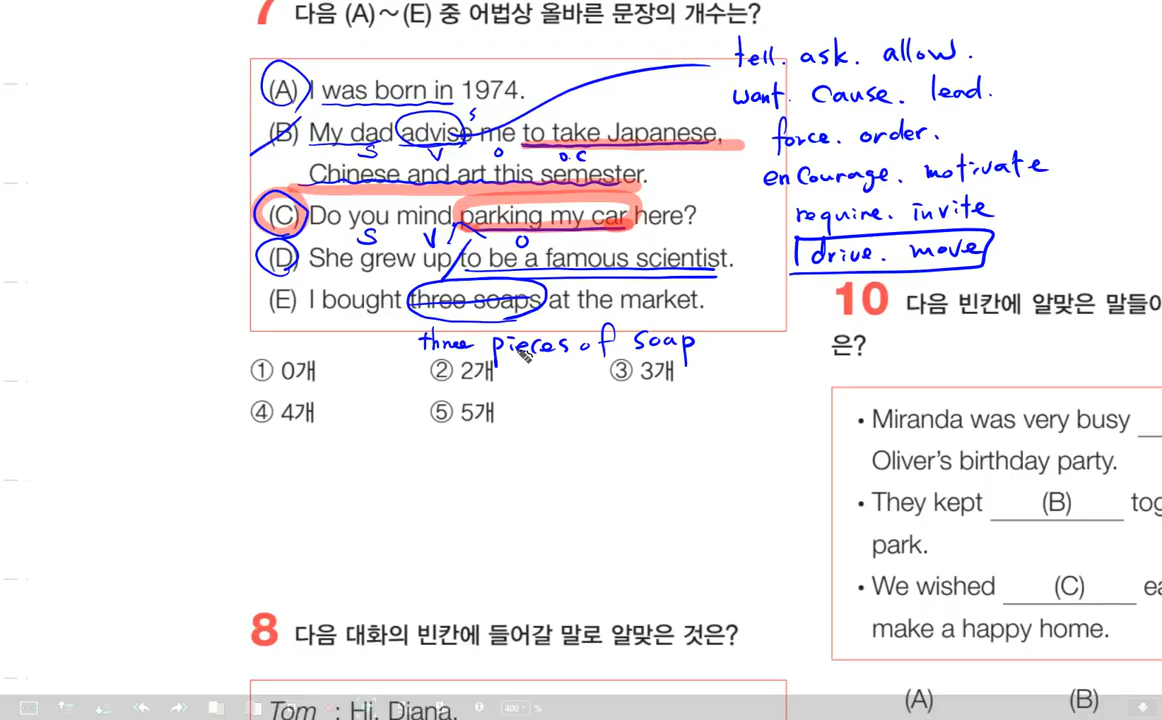 7 다음 (A)~(E) 중 어법상 올바른 문장의 개수는?
(A) I was born in 1974.
(B) My dad advise me to take Japanese,
s
S V O O.C
Chinese and art this semester.
(C) Do you mind parking my car here?
S V O
(D) She grew up to be a famous scientist.
(E) I bought three soaps at the market.
three pieces of soap
① 0개 ② 2개 ③ 3개
④ 4개 ⑤ 5개
tell. ask. allow.
want. cause. lead.
force. order.
encourage. motivate
require. invite
drive. move
8 다음 대화의 빈칸에 들어갈 말로 알맞은 것은?
Tom : Hi, Diana.
10 다음 빈칸에 알맞은 말들이
은?
• Miranda was very busy
Oliver's birthday party.
• They kept (B) tog
park.
• We wished (C) ea
make a happy home.
(A) (B)
400 %